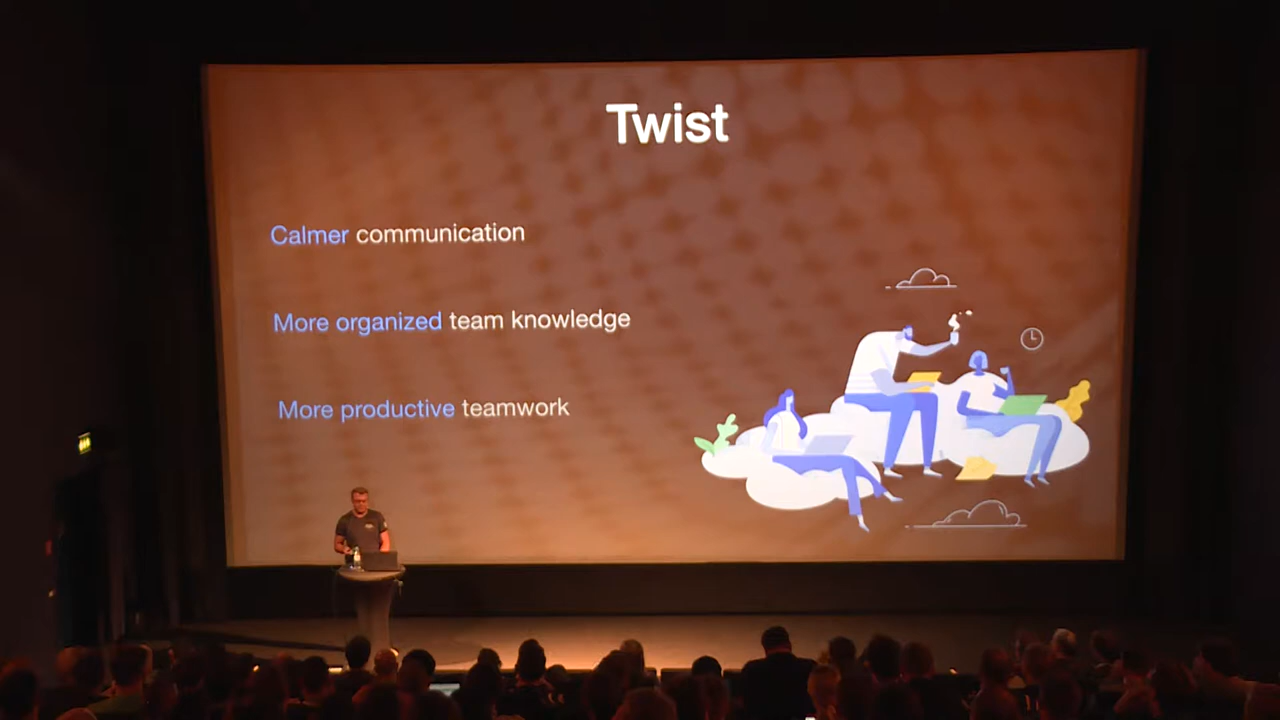 Twist
Calmer communication
More organized team knowledge
More productive teamwork